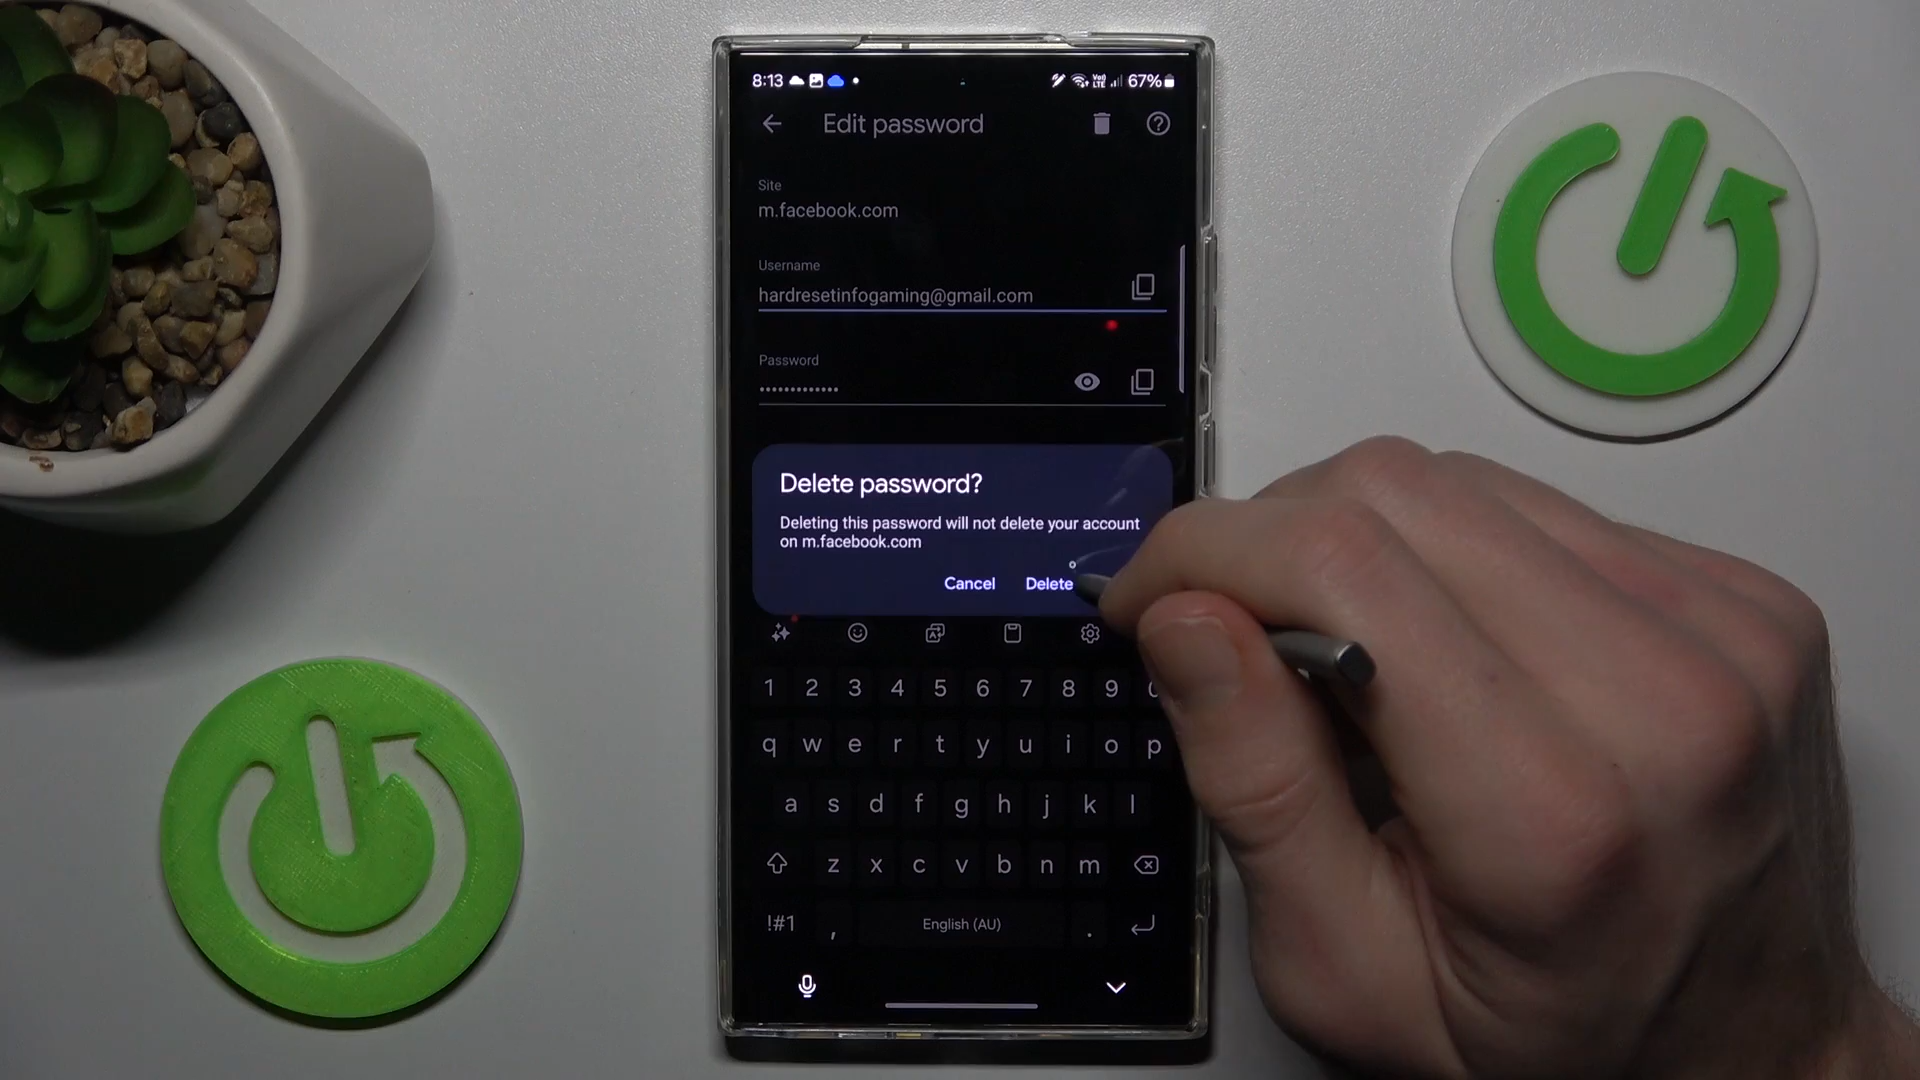 8:13
Vo)
LTE
67%
Edit password
Site
m.facebook.com
Username
hardresetinfogaming@gmail.com
Password
•••••••••••••
Delete password?
Deleting this password will not delete your account
on m.facebook.com
Cancel Delete
1 2 3 4 5 6 7 8 9
q w e r t y u i o p
a s d f g h j k l
z x c v b n m
!#1 , English (AU) .